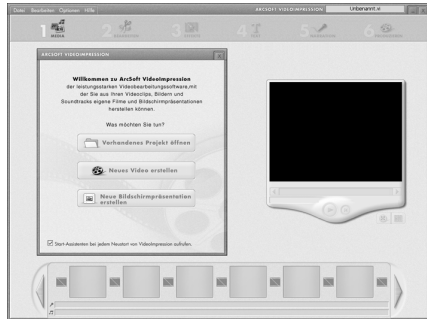 Datei Bearbeiten Optionen Hilfe
ARCSOFT VIDEOIMPRESSION
Unbenannt.vi
1 MEDIA
2
3
4 TEXT
5
6
ARCSOFT VIDEOIMPRESSION
Willkommen zu ArcSoft VideoImpression
der leistungsstarken Videobearbeitungssoftware,mit
der Sie aus Ihren Videoclips, Bildern und
Soundtracks eigene Filme und Bildschirmpräsentationen
herstellen können.
Was möchten Sie tun?
Vorhandenes Projekt öffnen
Neues Video erstellen
Neue Bildschirmpräsentation
erstellen
Start-Assistenten bei jedem Neustart von VideoImpression aufrufen.